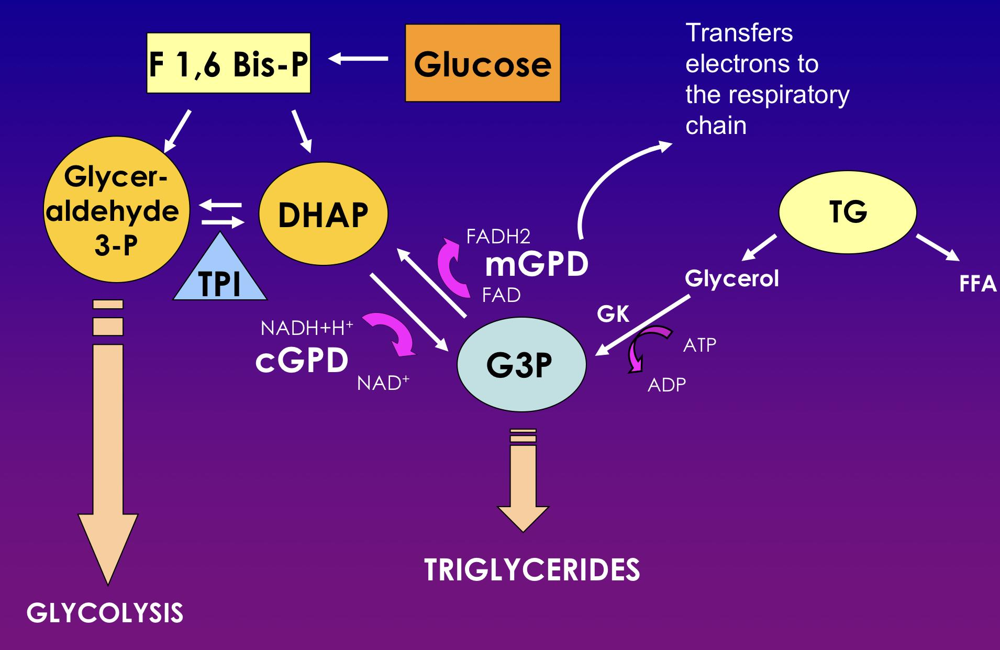 F 1,6 Bis-P
Glucose
Transfers
electrons to
the respiratory
chain
Glycer-
aldehyde
3-P
DHAP
TPI
FADH2
mGPD
FAD
TG
Glycerol
FFA
GK
ATP
ADP
NADH+H⁺
cGPD
NAD⁺
G3P
TRIGLYCERIDES
GLYCOLYSIS